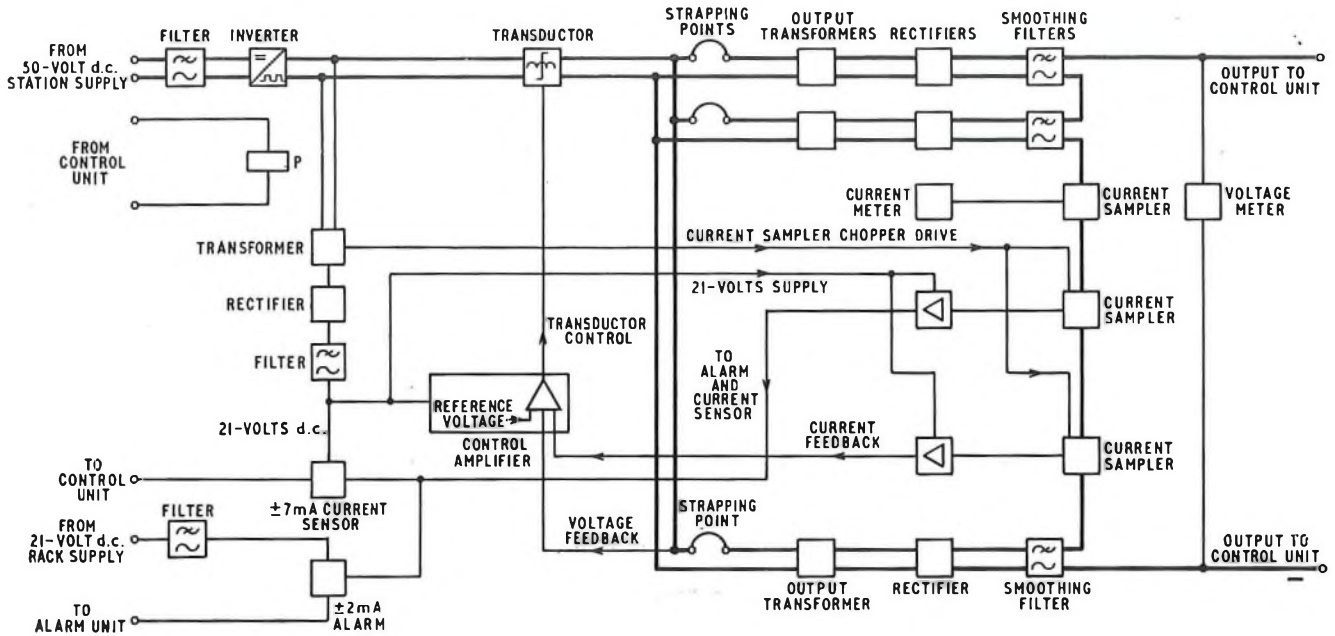 STRAPPING
POINTS
OUTPUT
TRANSFORMERS
RECTIFIERS
SMOOTHING
FILTERS
FILTER
INVERTER
TRANSDUCTOR
FROM
50-VOLT d.c.
STATION SUPPLY
OUTPUT TO
CONTROL UNIT
FROM
CONTROL
UNIT
P
CURRENT
METER
CURRENT
SAMPLER
VOLTAGE
METER
TRANSFORMER
CURRENT SAMPLER CHOPPER DRIVE
21-VOLTS SUPPLY
RECTIFIER
CURRENT
SAMPLER
TRANSDUCTOR
CONTROL
FILTER
TO
ALARM
AND
CURRENT
SENSOR
REFERENCE
VOLTAGE
21-VOLTS d.c.
CONTROL
AMPLIFIER
CURRENT
FEEDBACK
CURRENT
SAMPLER
TO
CONTROL
UNIT
±7mA CURRENT
SENSOR
FILTER
FROM
21-VOLT d.c.
RACK SUPPLY
VOLTAGE
FEEDBACK
STRAPPING
POINT
OUTPUT TO
CONTROL UNIT
–
OUTPUT
TRANSFORMER
RECTIFIER
SMOOTHING
FILTER
±2mA
ALARM
TO
ALARM UNIT